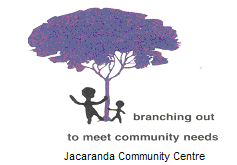 branching out
to meet community needs
Jacaranda Community Centre